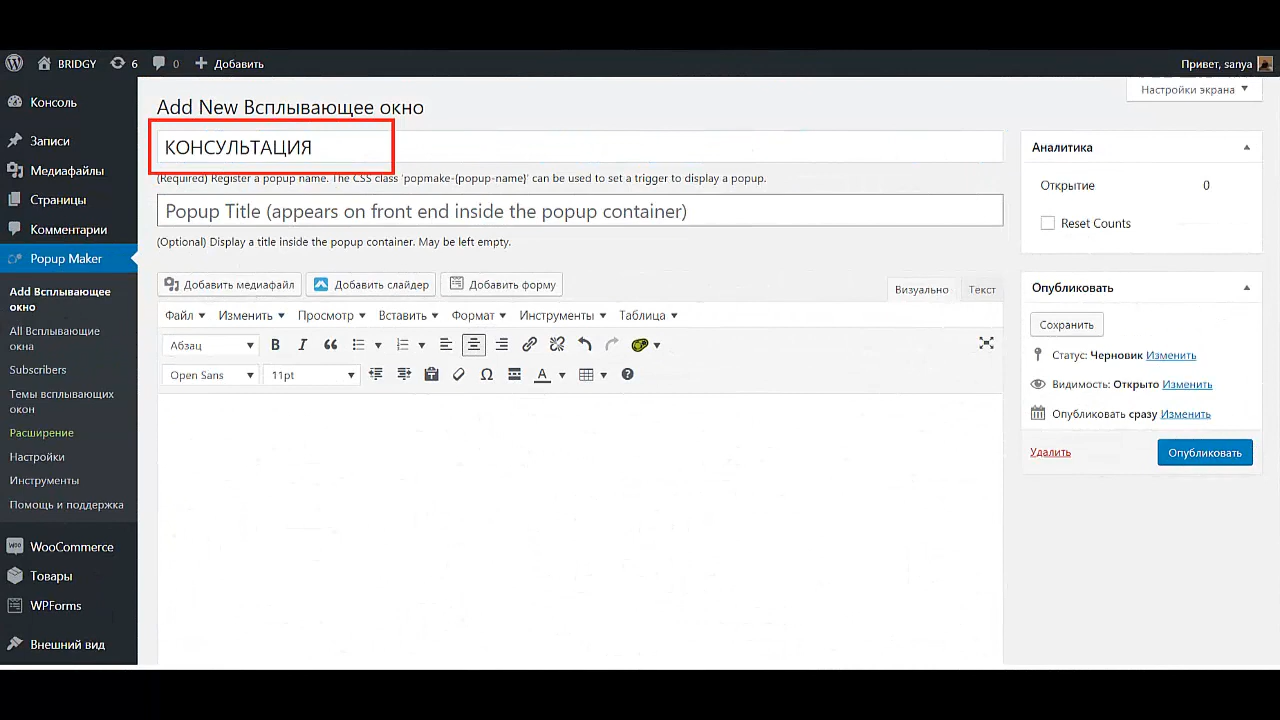 BRIDGY 6 0 Добавить Привет, sanya
Настройки экрана
Консоль
Записи
Медиафайлы
Страницы
Комментарии
Popup Maker
Add Всплывающее
окно
All Всплывающие
окна
Subscribers
Темы всплывающих
окон
Расширение
Настройки
Инструменты
Помощь и поддержка
WooCommerce
Товары
WPForms
Внешний вид
Add New Всплывающее окно
КОНСУЛЬТАЦИЯ
(Required) Register a popup name. The CSS class 'popmake-{popup-name}' can be used to set a trigger to display a popup.
Popup Title (appears on front end inside the popup container)
(Optional) Display a title inside the popup container. May be left empty.
Добавить медиафайл Добавить слайдер Добавить форму
Визуально Текст
Файл Изменить Просмотр Вставить Формат Инструменты Таблица
Абзац
Open Sans 11pt
Аналитика
Открытие 0
Reset Counts
Опубликовать
Сохранить
Статус: Черновик Изменить
Видимость: Открыто Изменить
Опубликовать сразу Изменить
Удалить Опубликовать